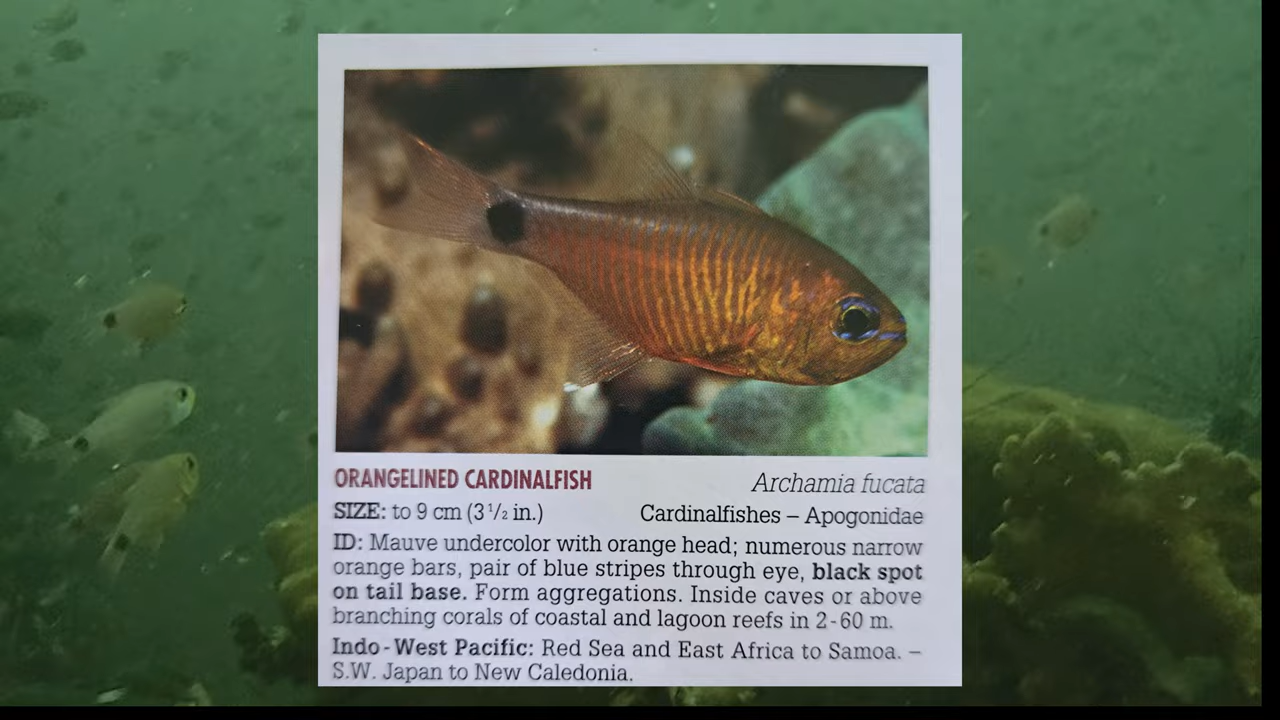 ORANGELINED CARDINALFISH Archamia fucata
SIZE: to 9 cm (3 1/2 in.) Cardinalfishes – Apogonidae
ID: Mauve undercolor with orange head; numerous narrow
orange bars, pair of blue stripes through eye, black spot
on tail base. Form aggregations. Inside caves or above
branching corals of coastal and lagoon reefs in 2-60 m.
Indo-West Pacific: Red Sea and East Africa to Samoa. –
S.W. Japan to New Caledonia.